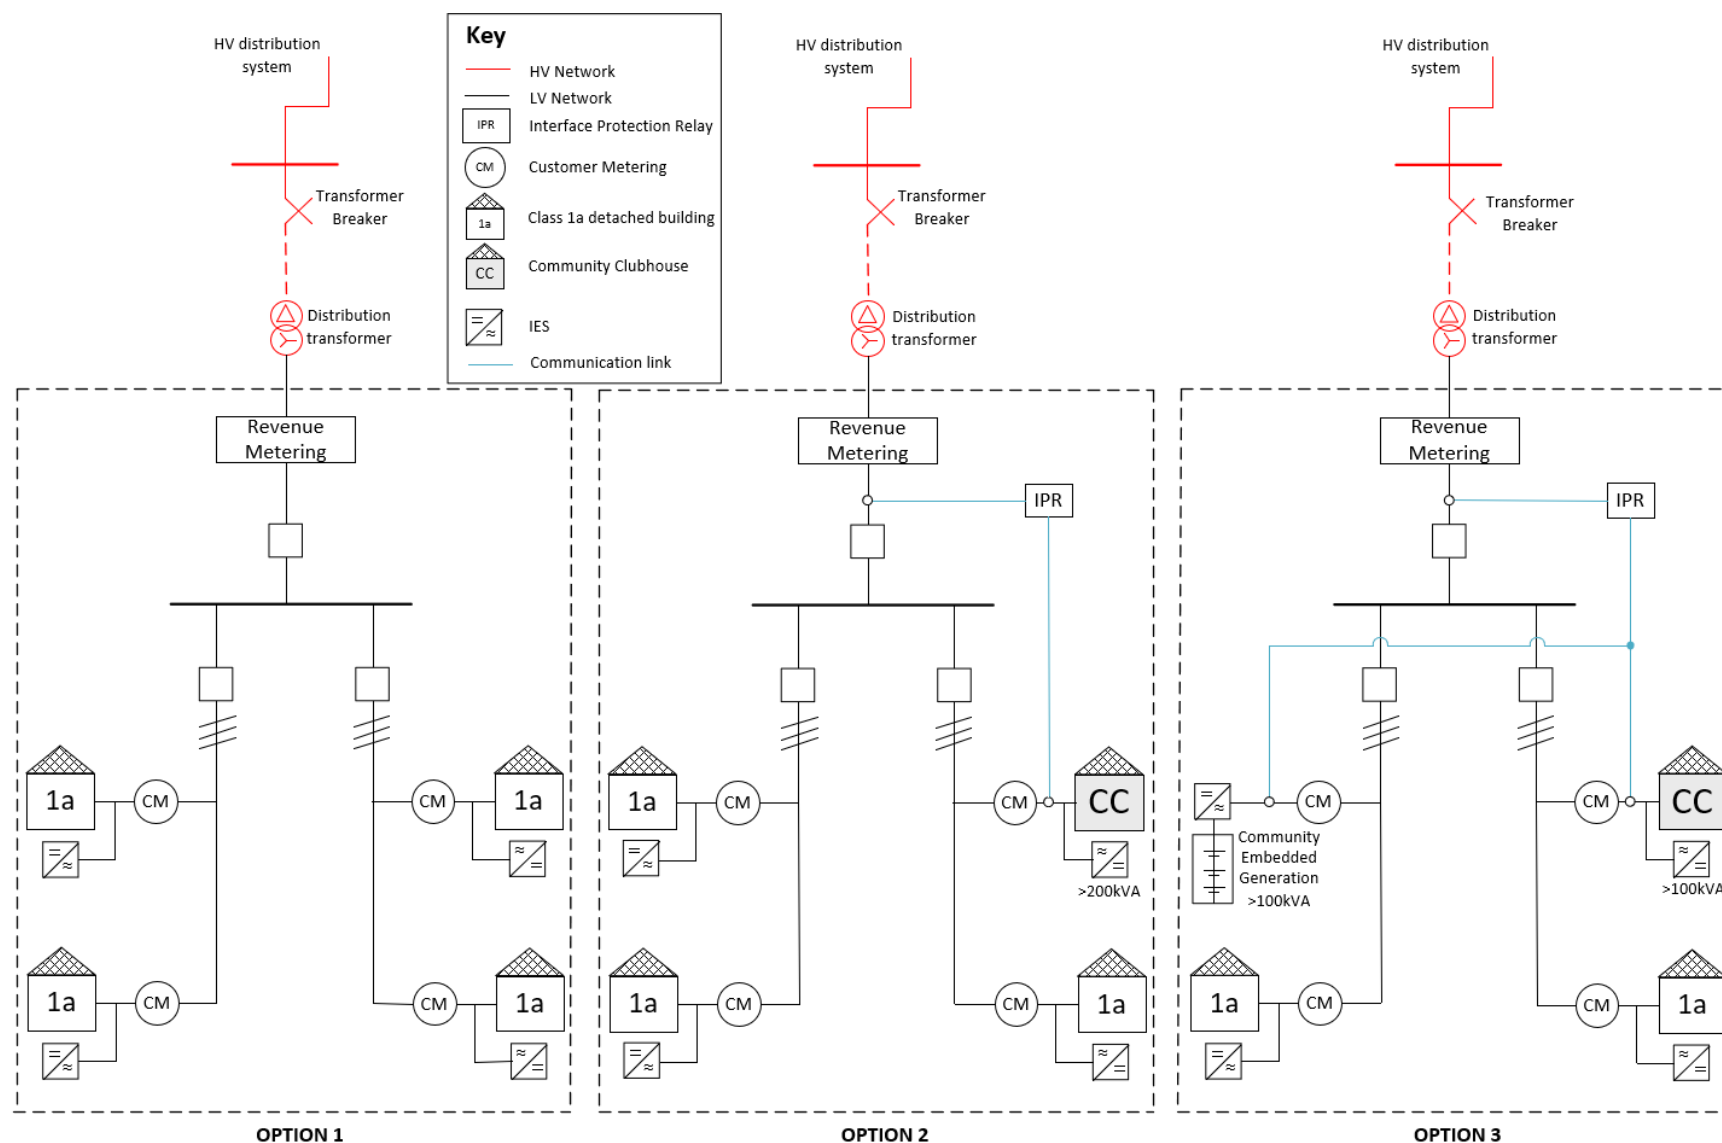 HV distribution
system
Transformer
Breaker
Distribution
transformer
Revenue
Metering
1a
CM
CM
1a
1a
CM
CM
1a
OPTION 1
Key
HV Network
LV Network
IPR
Interface Protection Relay
CM
Customer Metering
1a
Class 1a detached building
CC
Community Clubhouse
IES
Communication link
HV distribution
system
Transformer
Breaker
Distribution
transformer
Revenue
Metering
IPR
1a
CM
CM
CC
>200kVA
1a
CM
CM
1a
OPTION 2
HV distribution
system
Transformer
Breaker
Distribution
transformer
Revenue
Metering
IPR
CM
CM
CC
Community
Embedded
Generation
>100kVA
>100kVA
1a
CM
CM
1a
OPTION 3